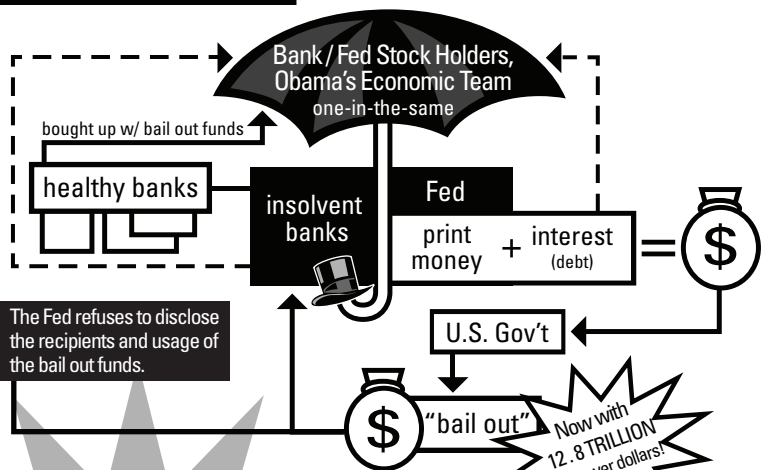 Bank / Fed Stock Holders,
Obama's Economic Team
one-in-the-same
bought up w/ bail out funds
healthy banks
insolvent
banks
Fed
print
money
+
interest
(debt)
=
$
The Fed refuses to disclose
the recipients and usage of
the bail out funds.
U.S. Gov't
$
"bail out"
Now with
12.8 TRILLION
dollars!